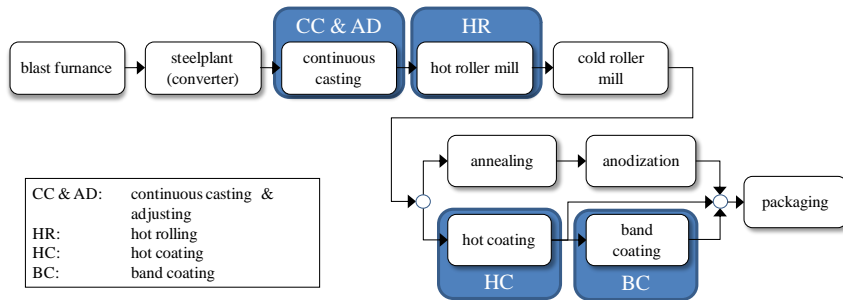 CC & AD
HR
blast furnance
steelplant
(converter)
continuous
casting
hot roller mill
cold roller
mill
annealing
anodization
packaging
hot coating
band
coating
HC
BC
CC & AD: continuous casting &
adjusting
HR: hot rolling
HC: hot coating
BC: band coating